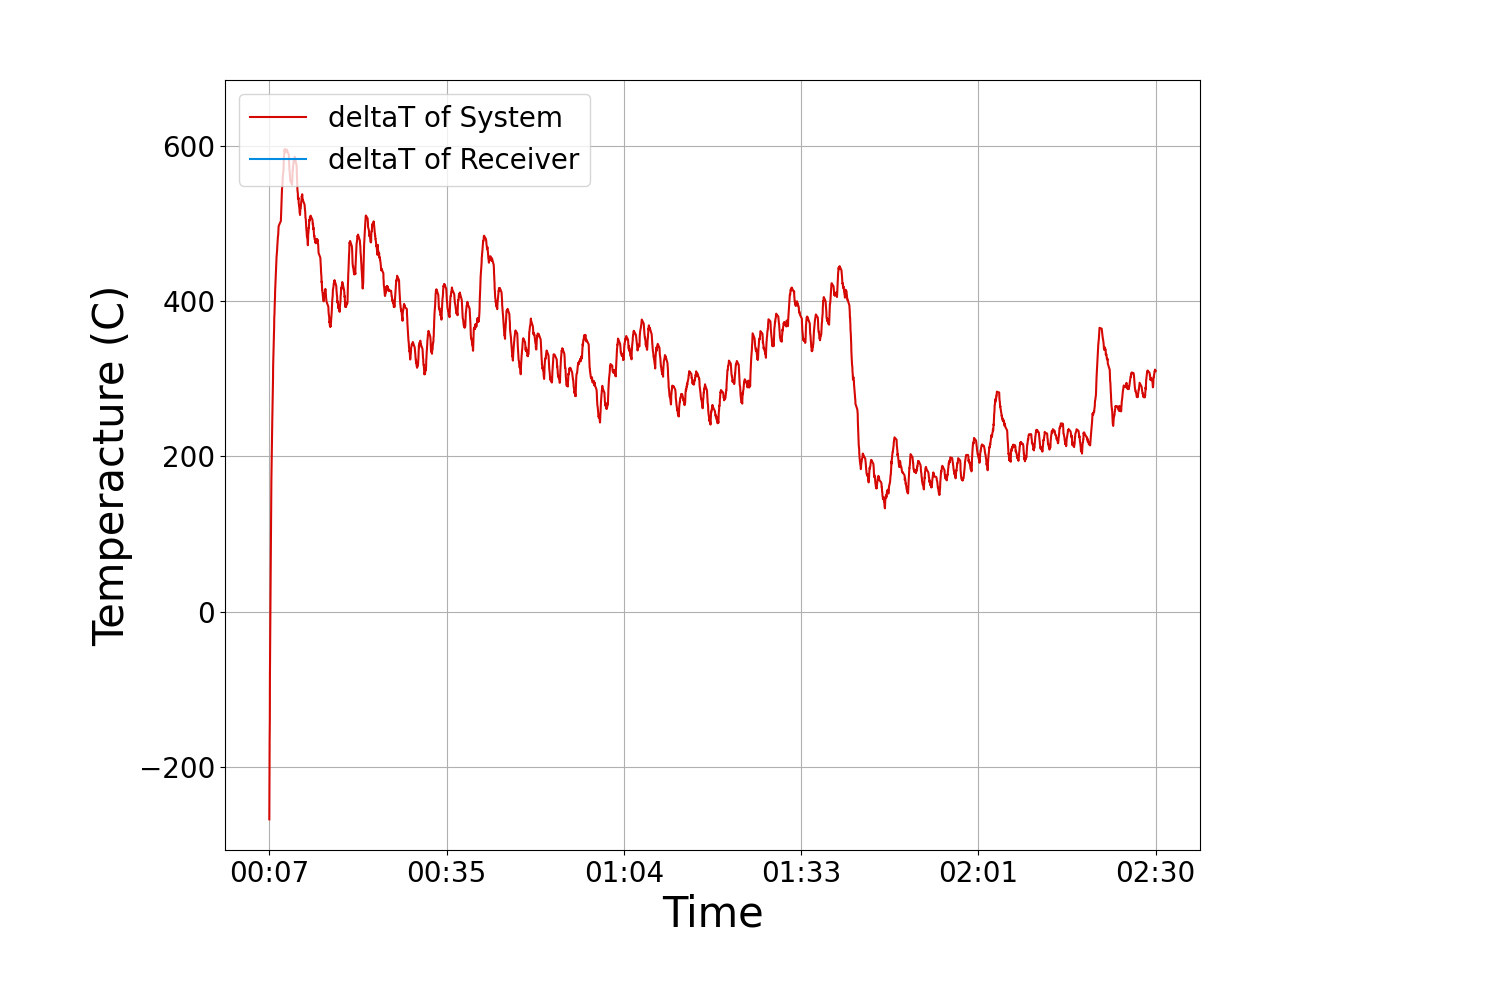 deltaT of System
deltaT of Receiver
600
400
200
0
−200
Temperacture (C)
00:07 00:35 01:04 01:33 02:01 02:30
Time